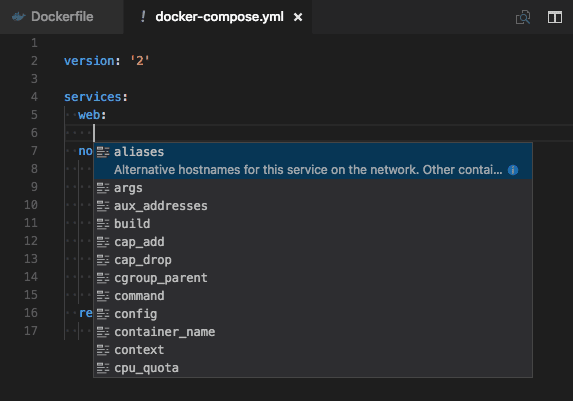 Dockerfile
! docker-compose.yml ×
1
2 version: '2'
3
4 services:
5 web:
6
7 no
8
9
10
11
12
13
14
15
16 re
17
aliases
Alternative hostnames for this service on the network. Other contai...
args
aux_addresses
build
cap_add
cap_drop
cgroup_parent
command
config
container_name
context
cpu_quota